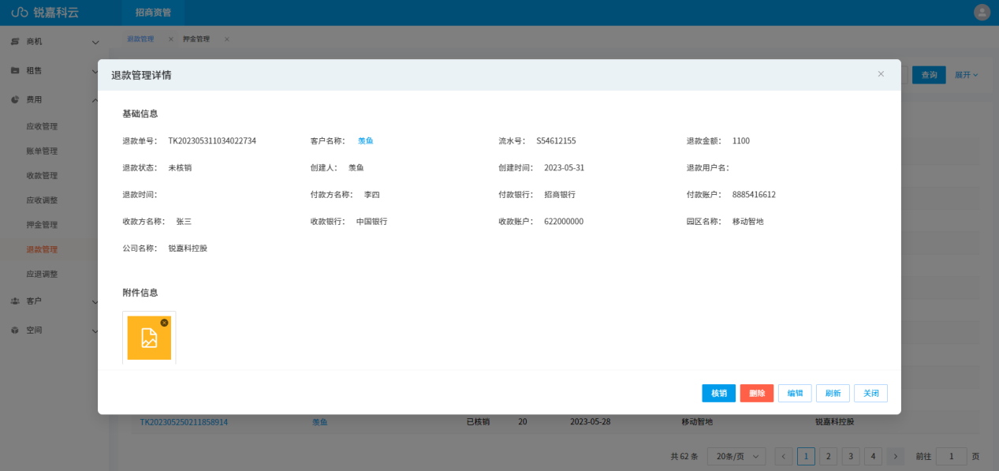 锐嘉科云 招商资管
商机 退款管理 × 押金管理 ×
租售
费用
应收管理
账单管理
收款管理
应收调整
押金管理
退款管理
应退调整
客户
空间
查询 展开
退款管理详情 ×
基础信息
退款单号： TK202305311034022734 客户名称： 羡鱼 流水号： S54612155 退款金额： 1100
退款状态： 未核销 创建人： 羡鱼 创建时间： 2023-05-31 退款用户名：
退款时间： 付款方名称： 李四 付款银行： 招商银行 付款账户： 8885416612
收款方名称： 张三 收款银行： 中国银行 收款账户： 622000000 园区名称： 移动智地
公司名称： 锐嘉科控股
附件信息
核销 删除 编辑 刷新 关闭
TK202305250211858914 羡鱼 已核销 20 2023-05-28 移动智地 锐嘉科控股
共 62 条 20条/页 < 1 2 3 4 > 前往 1 页